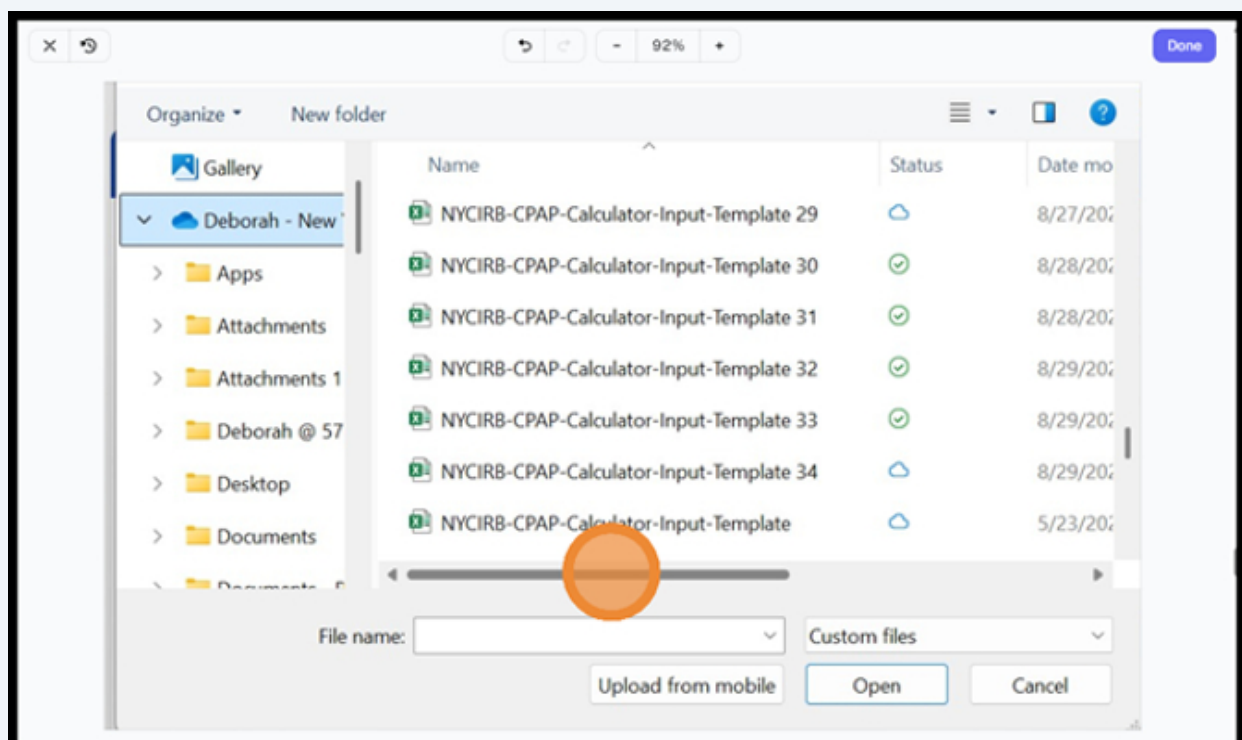 92%
Done
Organize
New folder
Gallery
Name
Status
Date mo
Deborah - New
NYCIRB-CPAP-Calculator-Input-Template 29
8/27/202
Apps
NYCIRB-CPAP-Calculator-Input-Template 30
8/28/202
Attachments
NYCIRB-CPAP-Calculator-Input-Template 31
8/28/202
Attachments 1
NYCIRB-CPAP-Calculator-Input-Template 32
8/29/202
Deborah @ 57
NYCIRB-CPAP-Calculator-Input-Template 33
8/29/202
Desktop
NYCIRB-CPAP-Calculator-Input-Template 34
8/29/202
Documents
NYCIRB-CPAP-Calculator-Input-Template
5/23/202
File name:
Custom files
Upload from mobile
Open
Cancel